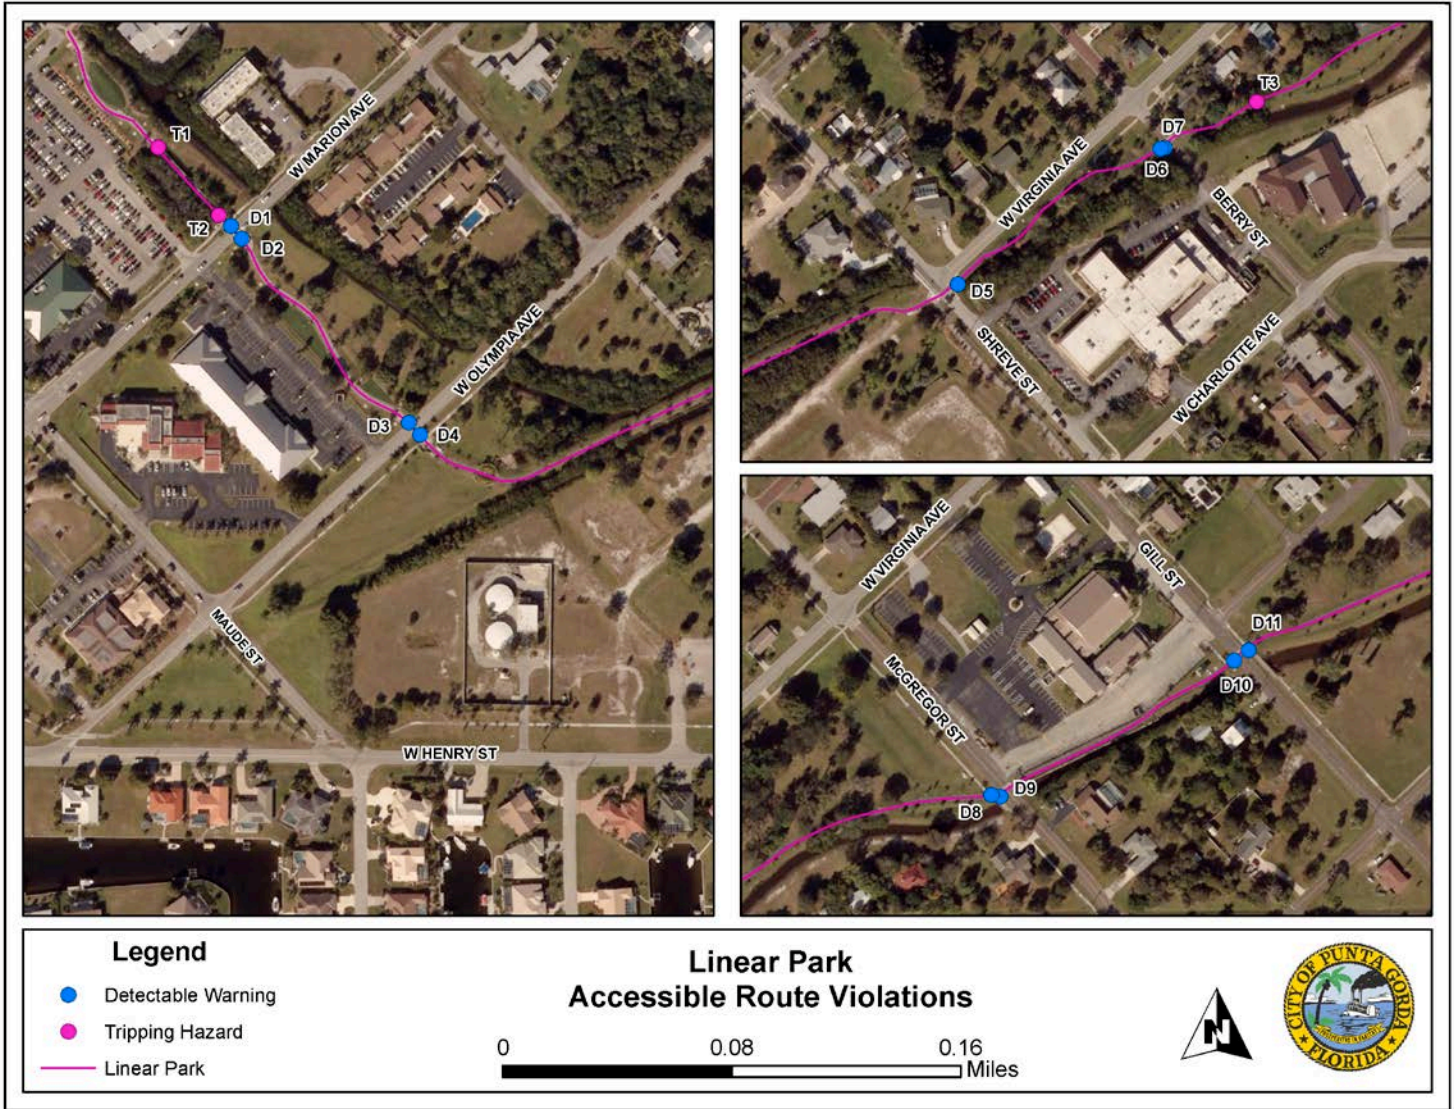 T1
W MARION AVE
T2
D1
D2
W OLYMPIA AVE
D3
D4
MAUDE ST
W HENRY ST
T3
D7
D6
W VIRGINIA AVE
BERRY ST
D5
SHREVE ST
W CHARLOTTE AVE
W VIRGINIA AVE
GILL ST
D11
D10
McGREGOR ST
D9
D8
Legend
Detectable Warning
Tripping Hazard
Linear Park
Linear Park
Accessible Route Violations
0 0.08 0.16
Miles
N
CITY OF PUNTA GORDA
FLORIDA